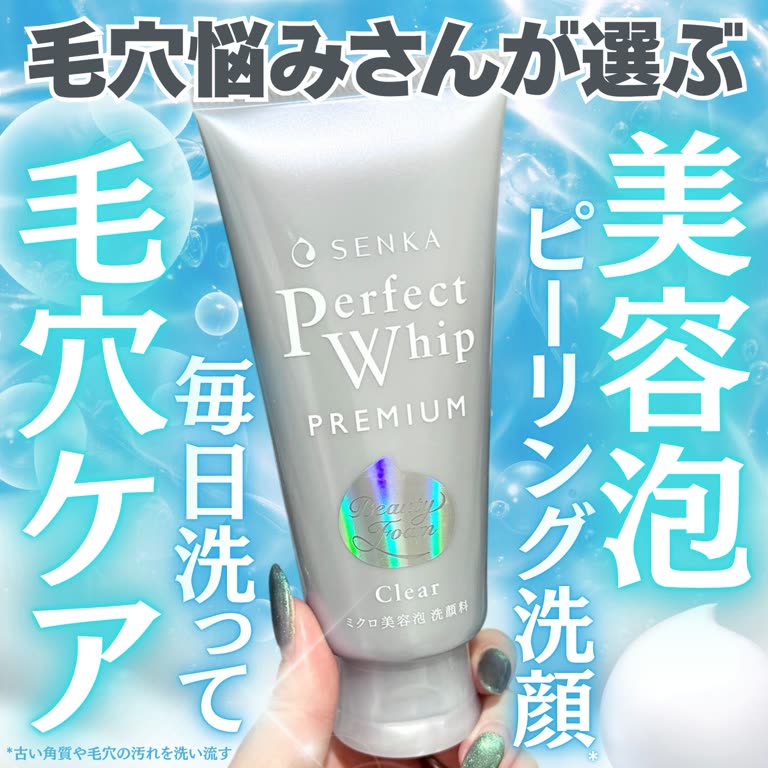 毛穴悩みさんが選ぶ
美容泡
ピーリング洗顔*
毎日洗って
毛穴ケア
SENKA
Perfect
Whip
PREMIUM
Beauty
Foam
Clear
ミクロ美容泡 洗顔料
*古い角質や毛穴の汚れを洗い流す